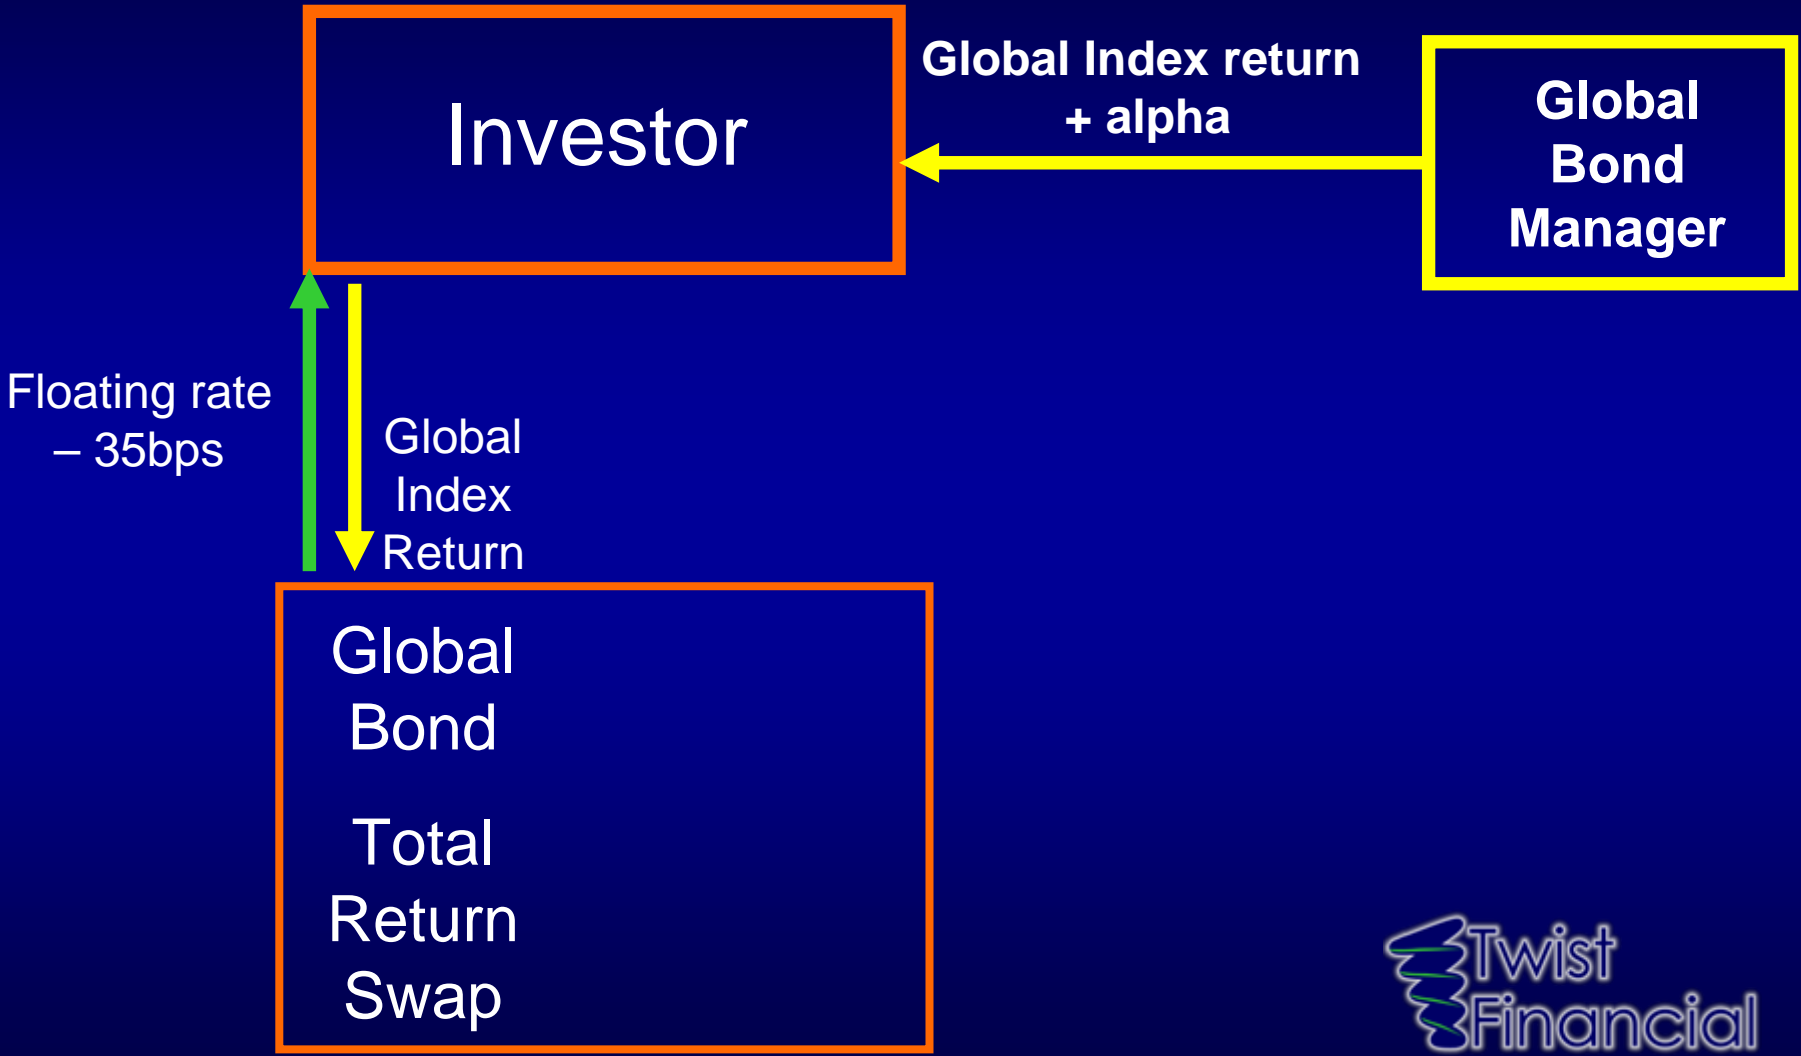 Investor
Global Index return
+ alpha
Global
Bond
Manager
Floating rate
– 35bps
Global
Index
Return
Global
Bond
Total
Return
Swap
Twist
Financial